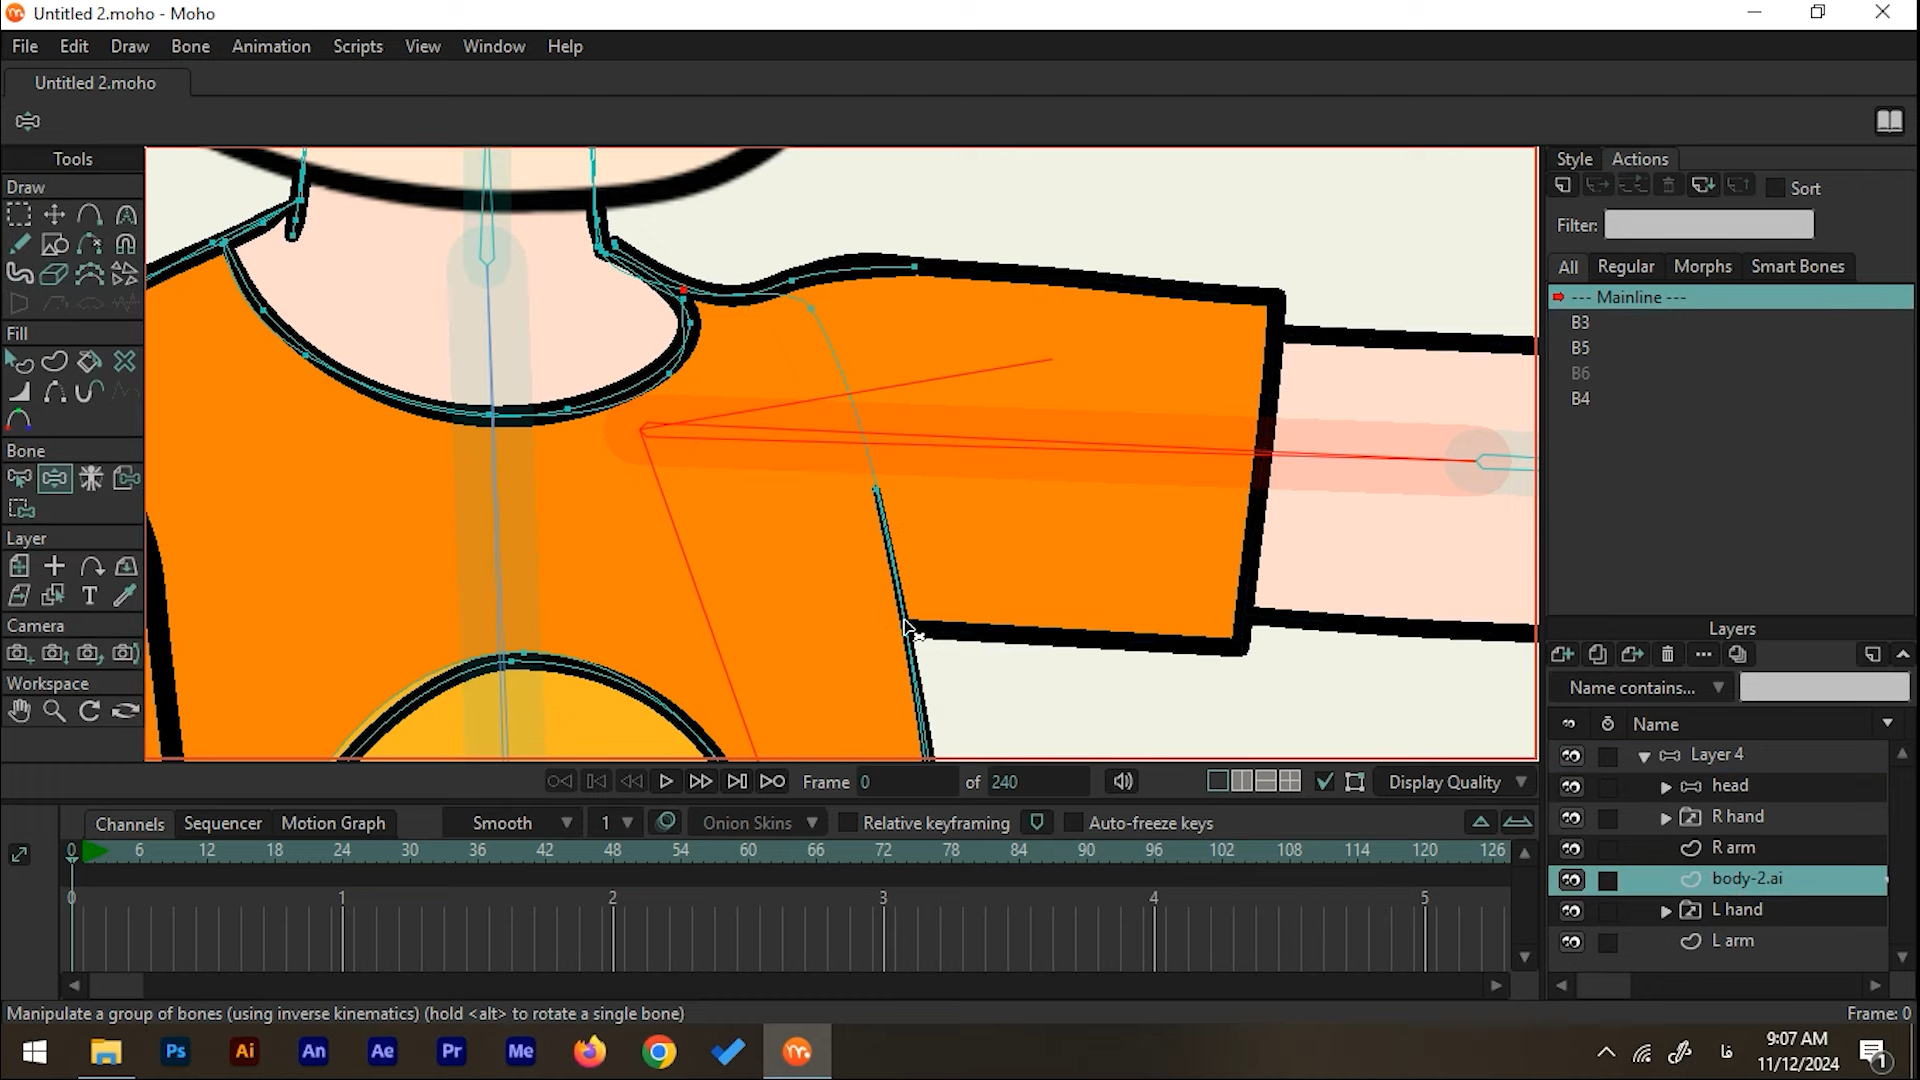 Untitled 2.moho - Moho
File Edit Draw Bone Animation Scripts View Window Help
Untitled 2.moho
Tools
Draw
Fill
Bone
Layer
Camera
Workspace
Style Actions
Sort
Filter:
All Regular Morphs Smart Bones
--- Mainline ---
B3
B5
B6
B4
Layers
Name contains...
Name
Layer 4
head
R hand
R arm
body-2.ai
L hand
L arm
Frame 0 of 240 Display Quality
Channels Sequencer Motion Graph Smooth 1 Onion Skins Relative keyframing Auto-freeze keys
0 6 12 18 24 30 36 42 48 54 60 66 72 78 84 90 96 102 108 114 120 126
0 1 2 3 4 5
Manipulate a group of bones (using inverse kinematics) (hold <alt> to rotate a single bone) Frame: 0
Ps Ai An Ae Pr Me
فا
9:07 AM
11/12/2024
1